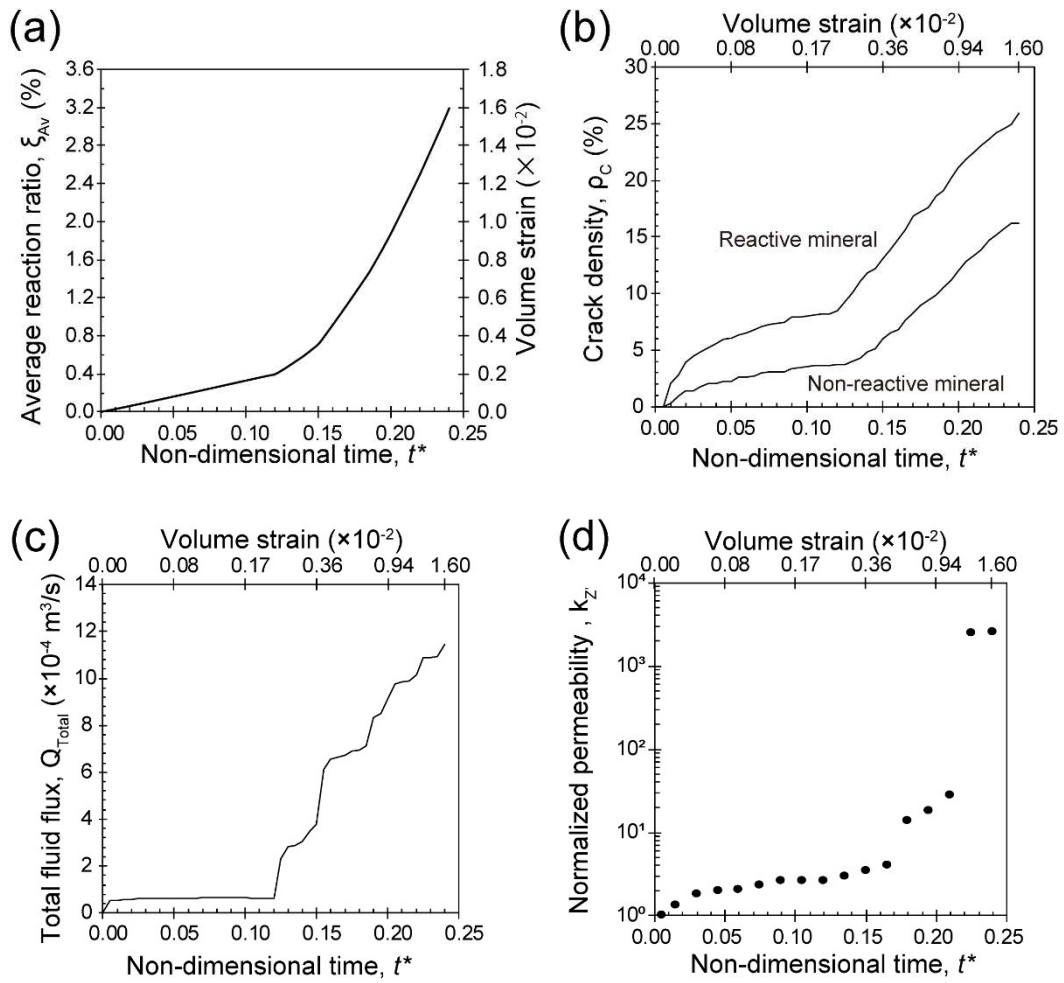 (a)
Average reaction ratio, ξAv (%)
3.6
3.2
2.8
2.4
2.0
1.6
1.2
0.8
0.4
0.0
1.8
1.6
1.4
1.2
1.0
0.8
0.6
0.4
0.2
0.0
Volume strain (×10-2)
0.00 0.05 0.10 0.15 0.20 0.25
Non-dimensional time, t*
(b)
Volume strain (×10-2)
0.00 0.08 0.17 0.36 0.94 1.60
Crack density, ρC (%)
30
25
20
15
10
5
0
Reactive mineral
Non-reactive mineral
0.00 0.05 0.10 0.15 0.20 0.25
Non-dimensional time, t*
(c)
Volume strain (×10-2)
0.00 0.08 0.17 0.36 0.94 1.60
Total fluid flux, QTotal (×10-4 m3/s)
14
12
10
8
6
4
2
0
0.00 0.05 0.10 0.15 0.20 0.25
Non-dimensional time, t*
(d)
Volume strain (×10-2)
0.00 0.08 0.17 0.36 0.94 1.60
Normalized permeability , kZ'
104
103
102
101
100
0.00 0.05 0.10 0.15 0.20 0.25
Non-dimensional time, t*